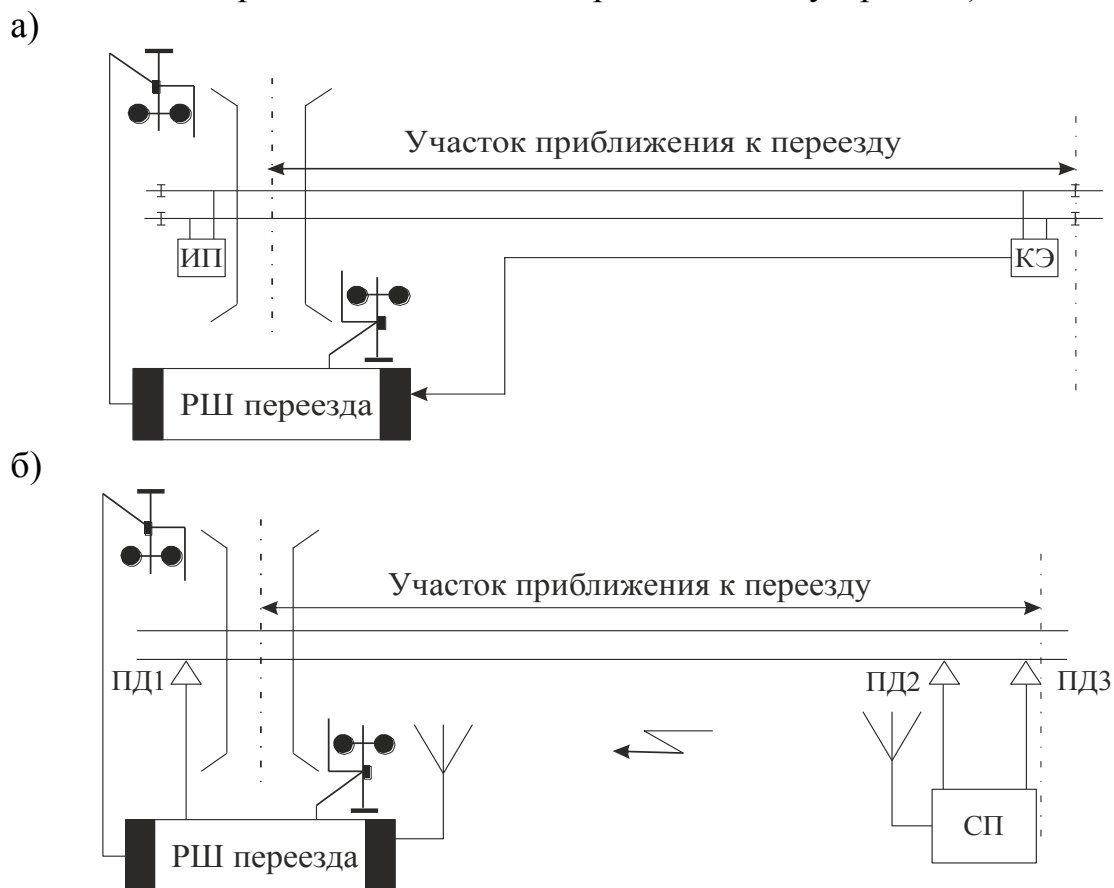 а)
Участок приближения к переезду
ИП
КЭ
РШ переезда
б)
Участок приближения к переезду
ПД1
ПД2
ПД3
СП
РШ переезда